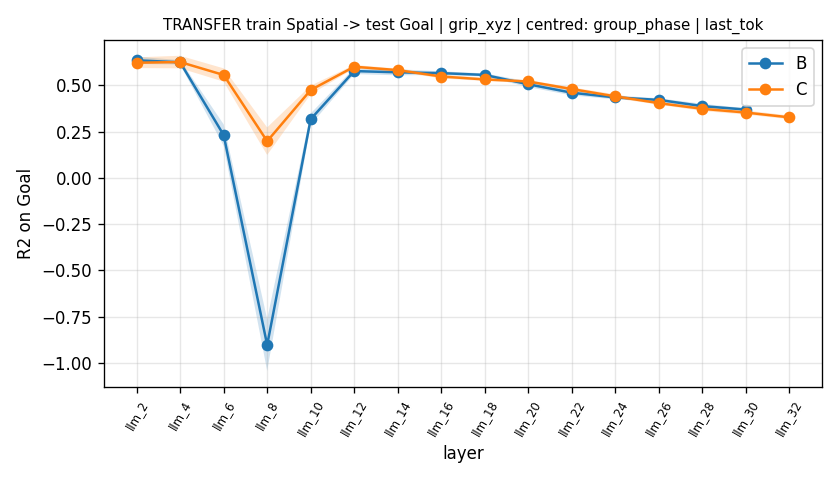 TRANSFER train Spatial -> test Goal | grip_xyz | centred: group_phase | last_tok
R2 on Goal
0.50
0.25
0.00
−0.25
−0.50
−0.75
−1.00
B
C
llm_2
llm_4
llm_6
llm_8
llm_10
llm_12
llm_14
llm_16
llm_18
llm_20
llm_22
llm_24
llm_26
llm_28
llm_30
llm_32
layer